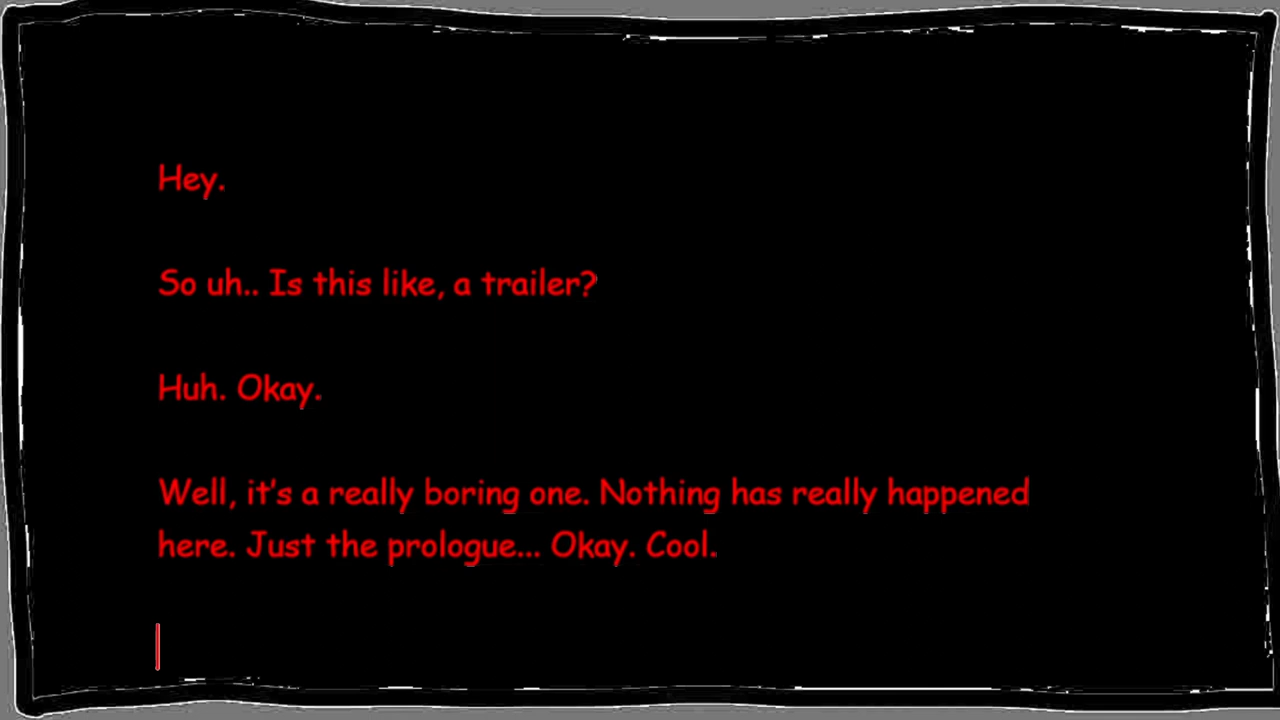 Hey.
So uh.. Is this like, a trailer?
Huh. Okay.
Well, it's a really boring one. Nothing has really happened
here. Just the prologue... Okay. Cool.